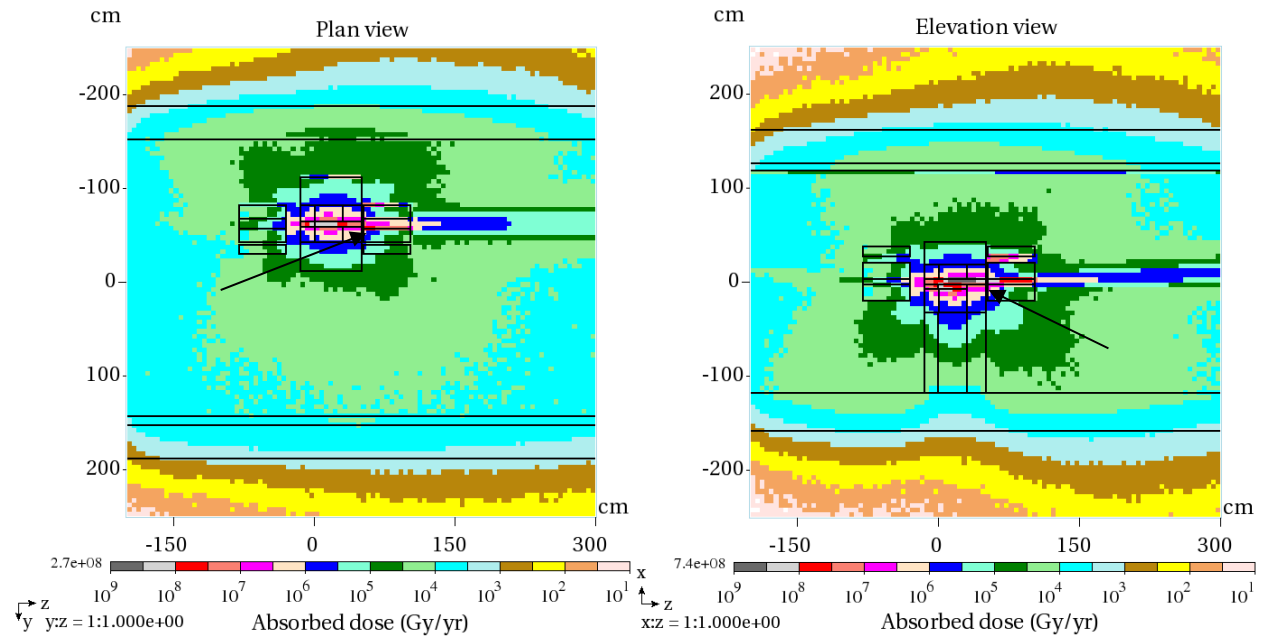 cm
Plan view
-200
-100
0
100
200
cm
-150 0 150 300
2.7e+08
10^9 10^8 10^7 10^6 10^5 10^4 10^3 10^2 10^1
z
y y:z = 1:1.000e+00
Absorbed dose (Gy/yr)
cm
Elevation view
200
100
0
-100
-200
cm
-150 0 150 300
7.4e+08
10^9 10^8 10^7 10^6 10^5 10^4 10^3 10^2 10^1
x
z
x:z = 1:1.000e+00
Absorbed dose (Gy/yr)